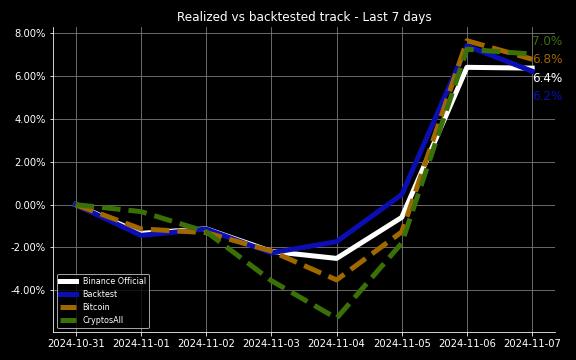 Realized vs backtested track - Last 7 days
8.00%
6.00%
4.00%
2.00%
0.00%
-2.00%
-4.00%
7.0%
6.8%
6.4%
6.2%
Binance Official
Backtest
Bitcoin
CryptosAll
2024-10-31 2024-11-01 2024-11-02 2024-11-03 2024-11-04 2024-11-05 2024-11-06 2024-11-07